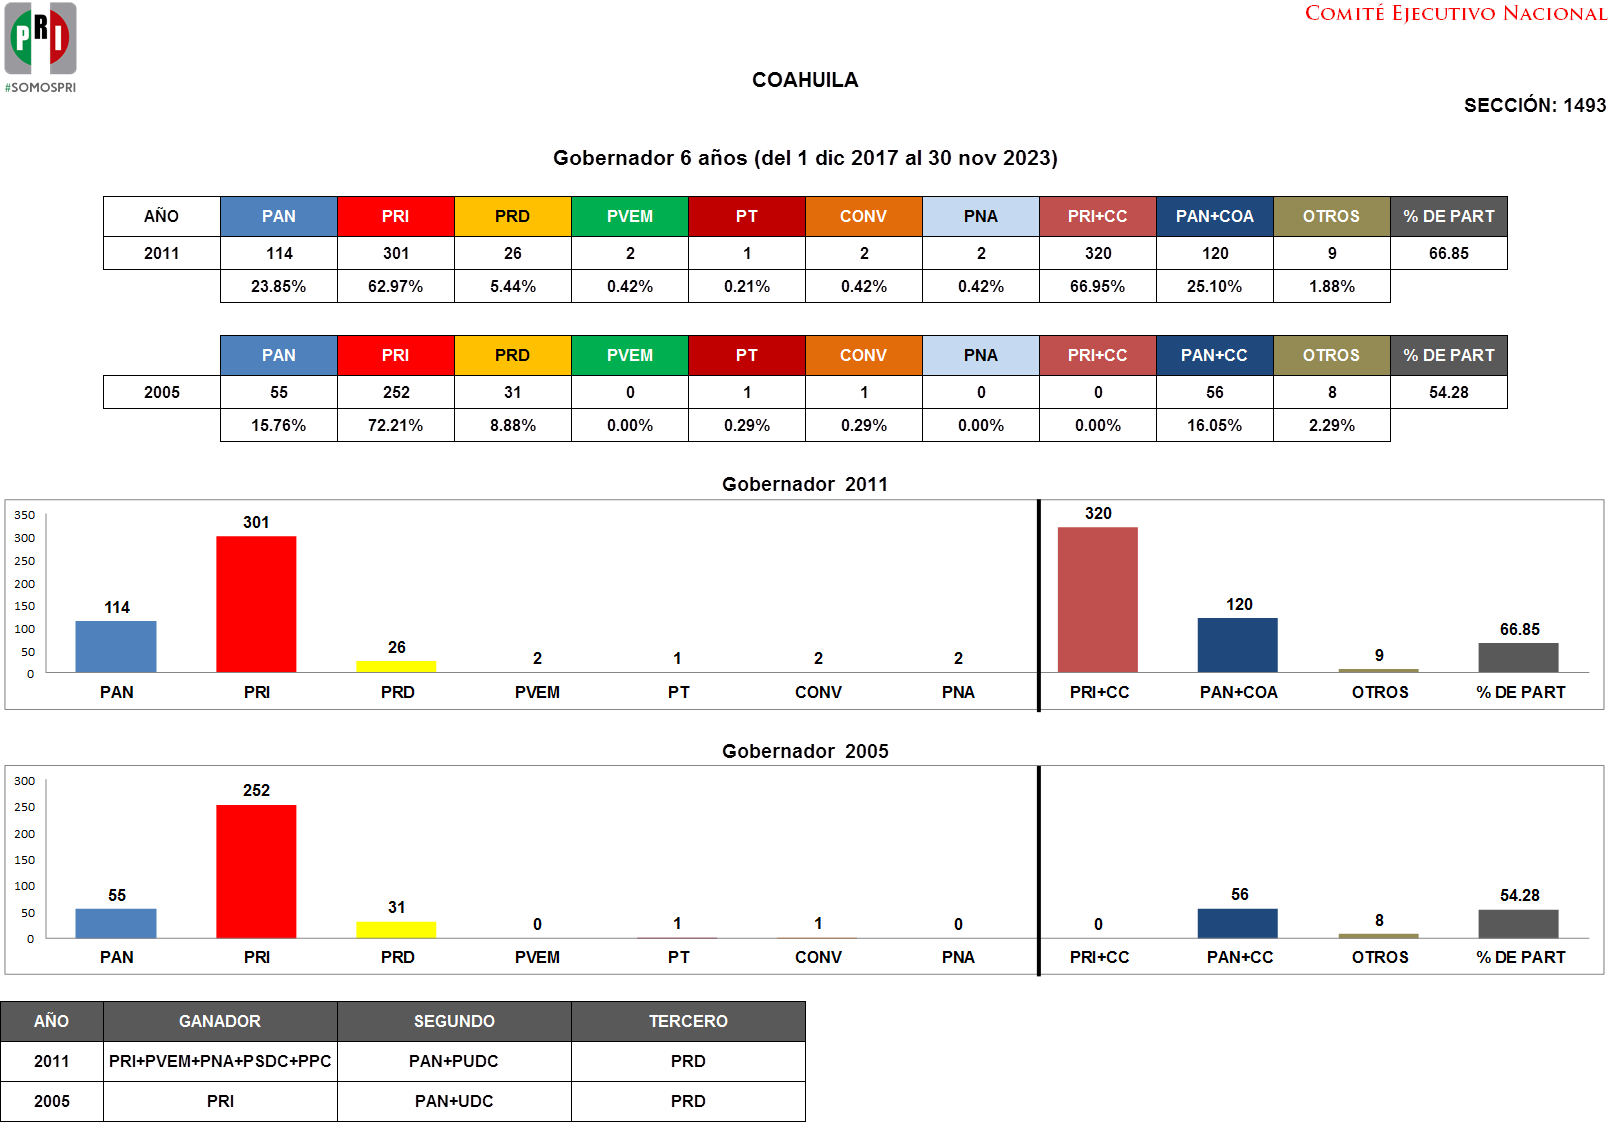 PRI
#SOMOSPRI
COMITÉ EJECUTIVO NACIONAL
COAHUILA
SECCIÓN: 1493
Gobernador 6 años (del 1 dic 2017 al 30 nov 2023)
AÑO PAN PRI PRD PVEM PT CONV PNA PRI+CC PAN+COA OTROS % DE PART
2011 114 301 26 2 1 2 2 320 120 9 66.85
23.85% 62.97% 5.44% 0.42% 0.21% 0.42% 0.42% 66.95% 25.10% 1.88%
PAN PRI PRD PVEM PT CONV PNA PRI+CC PAN+CC OTROS % DE PART
2005 55 252 31 0 1 1 0 0 56 8 54.28
15.76% 72.21% 8.88% 0.00% 0.29% 0.29% 0.00% 0.00% 16.05% 2.29%
Gobernador 2011
350
300
250
200
150
100
50
0
114 301 26 2 1 2 2 320 120 9 66.85
PAN PRI PRD PVEM PT CONV PNA PRI+CC PAN+COA OTROS % DE PART
Gobernador 2005
300
250
200
150
100
50
0
55 252 31 0 1 1 0 0 56 8 54.28
PAN PRI PRD PVEM PT CONV PNA PRI+CC PAN+CC OTROS % DE PART
AÑO GANADOR SEGUNDO TERCERO
2011 PRI+PVEM+PNA+PSDC+PPC PAN+PUDC PRD
2005 PRI PAN+UDC PRD